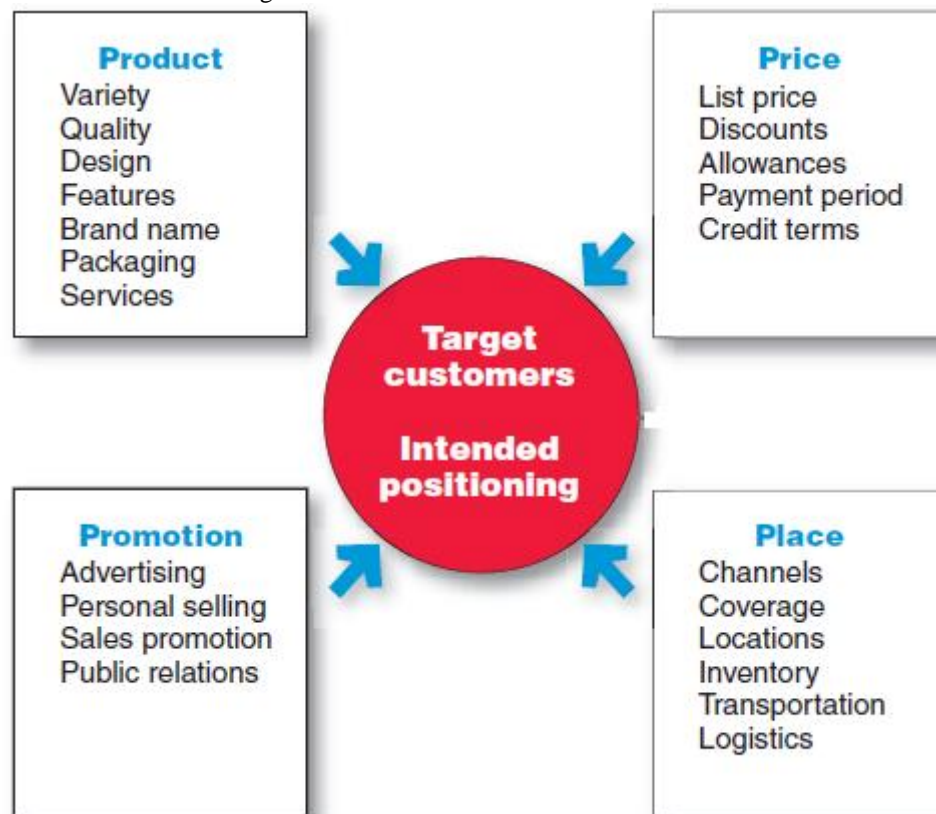 Product
Variety
Quality
Design
Features
Brand name
Packaging
Services
Price
List price
Discounts
Allowances
Payment period
Credit terms
Target
customers
Intended
positioning
Promotion
Advertising
Personal selling
Sales promotion
Public relations
Place
Channels
Coverage
Locations
Inventory
Transportation
Logistics